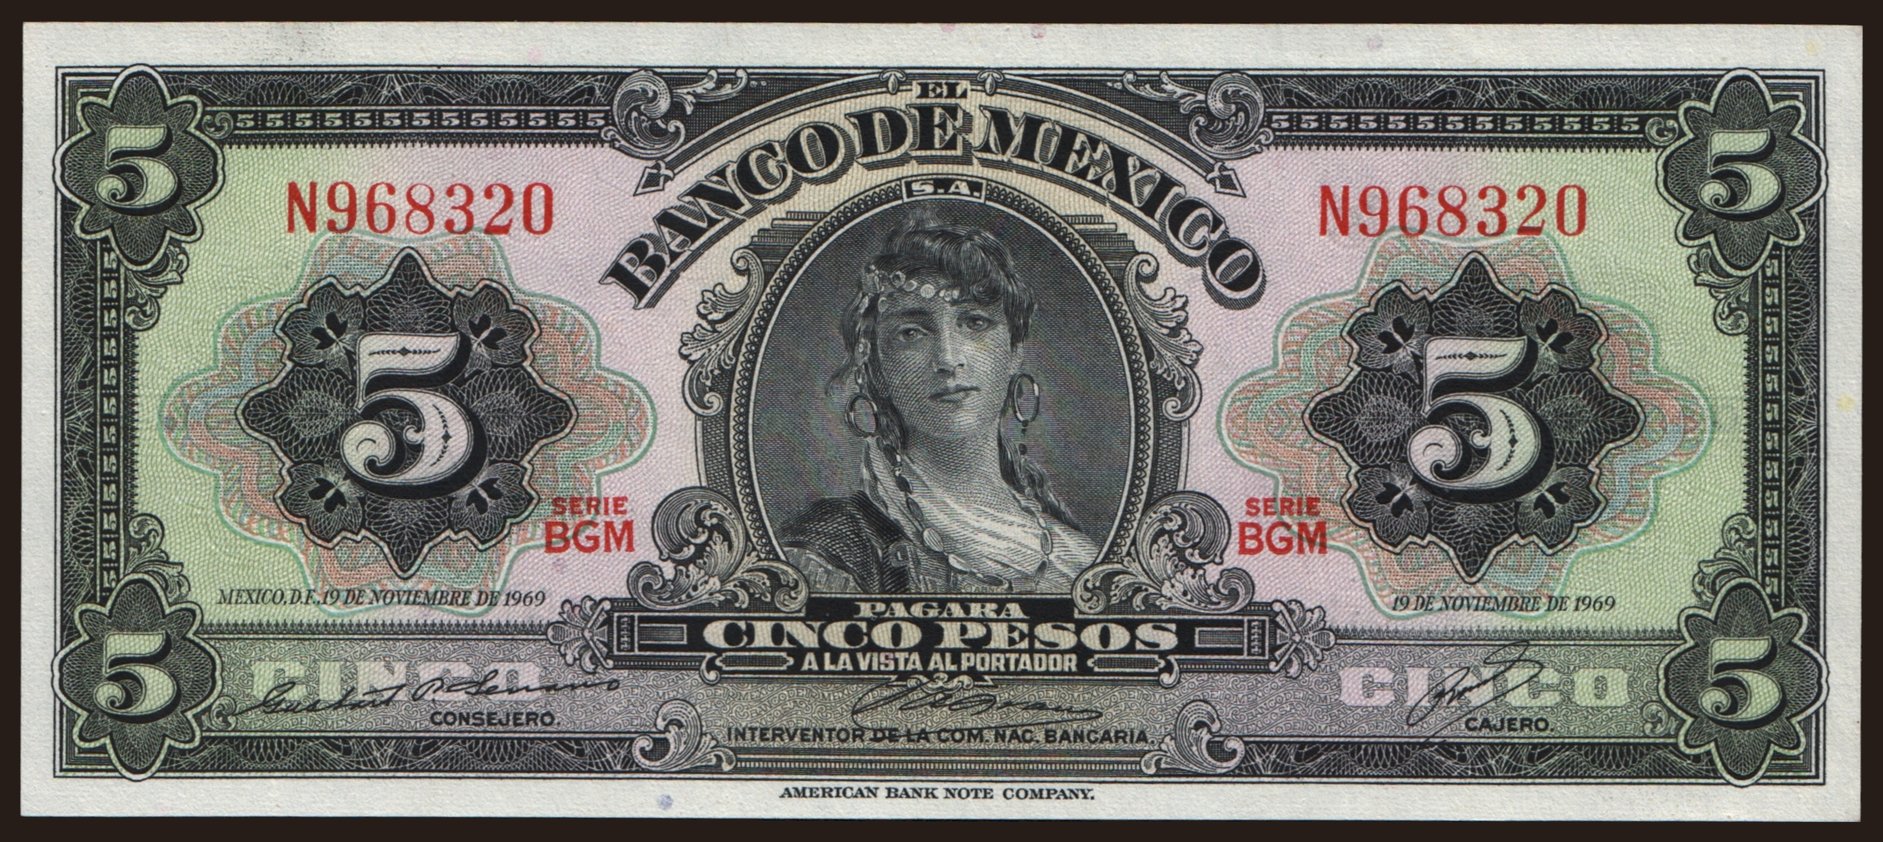 EL
BANCO DE MEXICO
S.A.
5 5
N968320 N968320
5 5
SERIE SERIE
BGM BGM
MEXICO, D.F. 19 DE NOVIEMBRE DE 1969 19 DE NOVIEMBRE DE 1969
PAGARA
CINCO PESOS
A LA VISTA AL PORTADOR
CINCO CINCO
5 5
CONSEJERO. CAJERO.
INTERVENTOR DE LA COM. NAC. BANCARIA
AMERICAN BANK NOTE COMPANY.